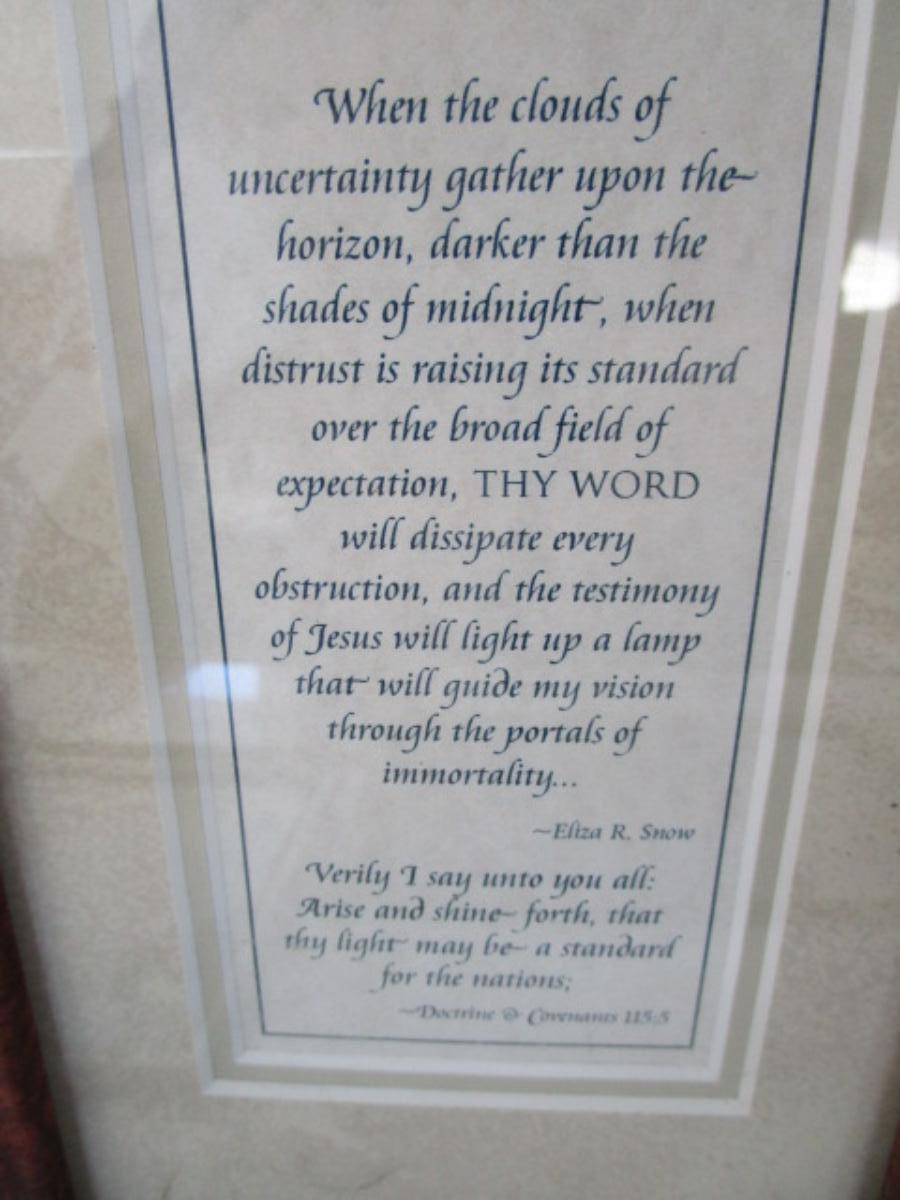 When the clouds of
uncertainty gather upon the
horizon, darker than the
shades of midnight, when
distrust is raising its standard
over the broad field of
expectation, THY WORD
will dissipate every
obstruction, and the testimony
of Jesus will light up a lamp
that will guide my vision
through the portals of
immortality...
~Eliza R. Snow
Verily I say unto you all:
Arise and shine forth, that
thy light may be a standard
for the nations;
~Doctrine & Covenants 115:5